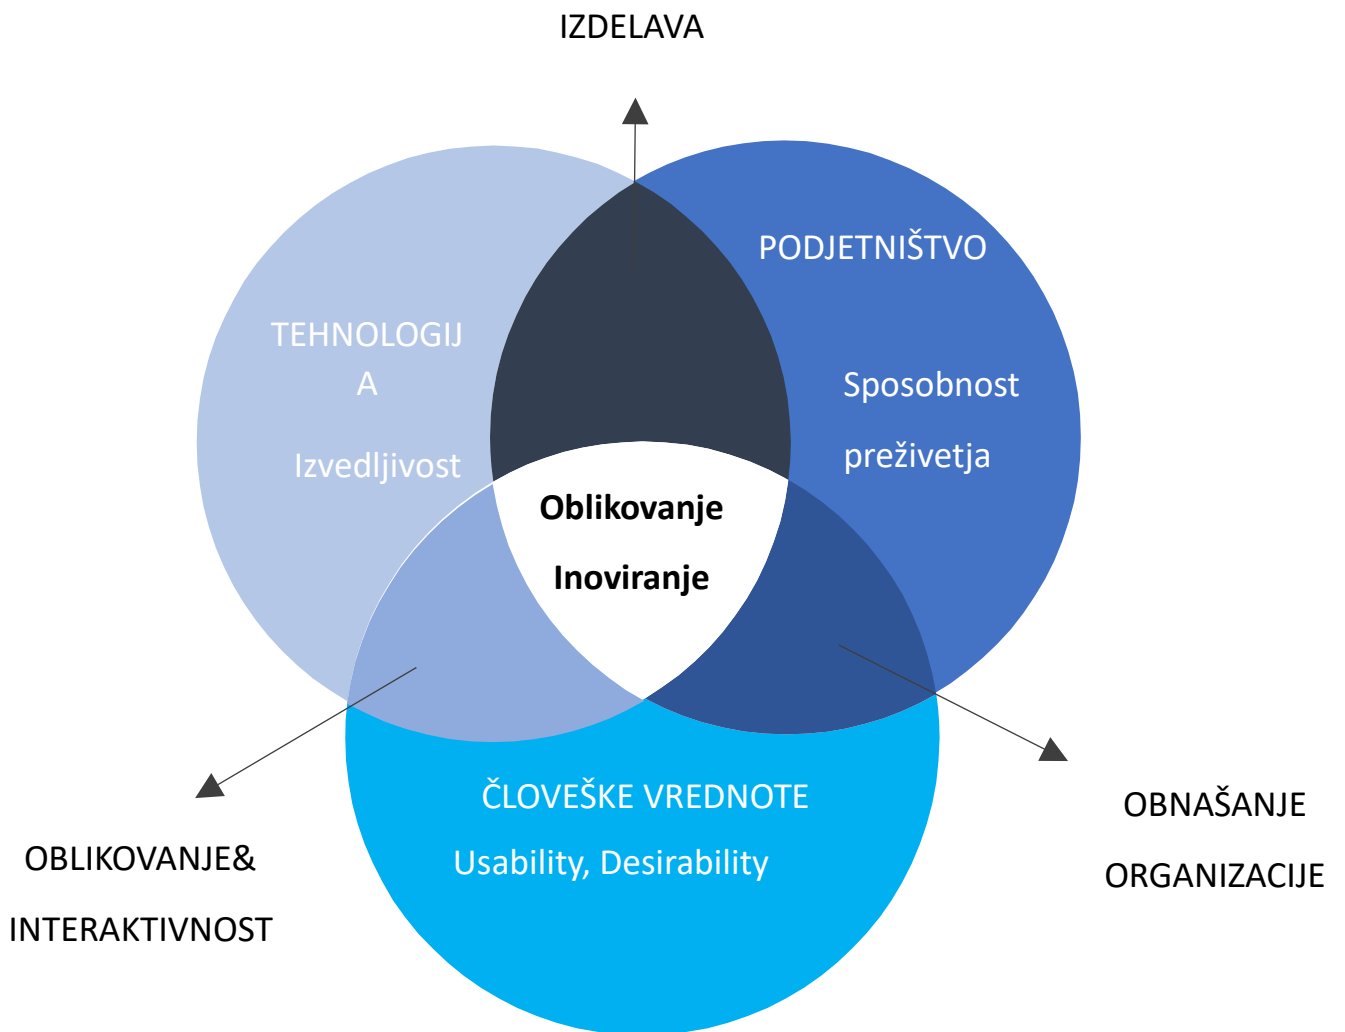 IZDELAVA
PODJETNIŠTVO
TEHNOLOGIJ
A
Sposobnost
preživetja
Izvedljivost
Oblikovanje
Inoviranje
ČLOVEŠKE VREDNOTE
Usability, Desirability
OBLIKOVANJE&
INTERAKTIVNOST
OBNAŠANJE
ORGANIZACIJE